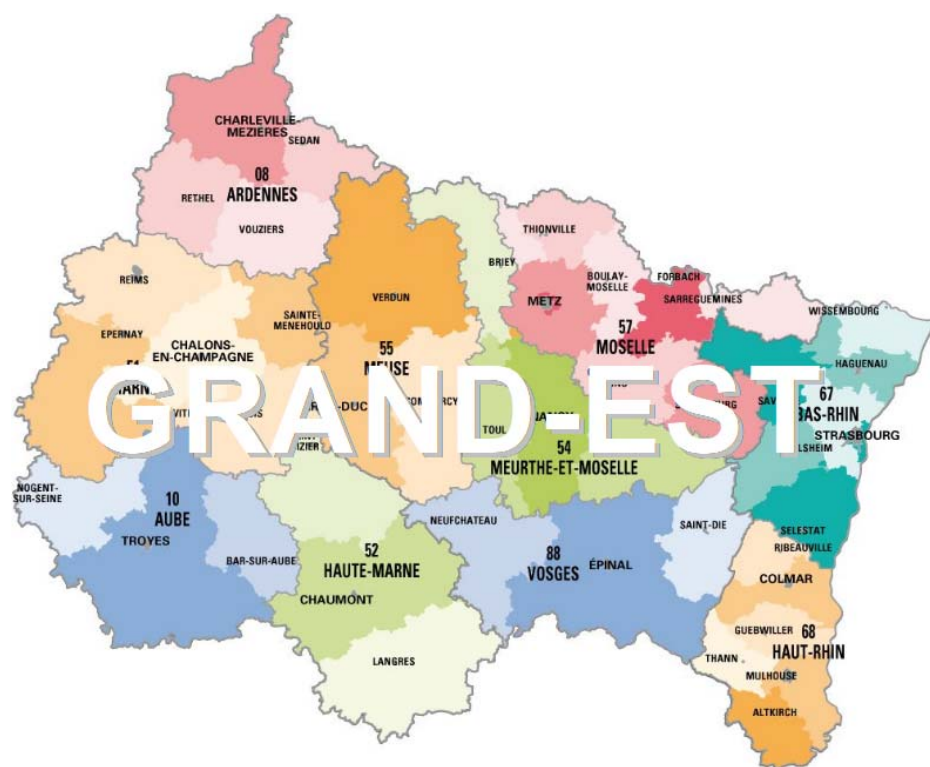 CHARLEVILLE-
MEZIÈRES
SEDAN
08
ARDENNES
RETHEL
VOUZIERS
THIONVILLE
BRIEY
BOULAY-
MOSELLE
FORBACH
REIMS
VERDUN
METZ
SARREGUEMINES
WISSEMBOURG
EPERNAY
SAINTE-
MENEHOULD
CHALONS-
EN-CHAMPAGNE
55
MEUSE
57
MOSELLE
HAGUENAU
67
BAS-RHIN
GRAND-EST
TOUL
STRASBOURG
54
MEURTHE-ET-MOSELLE
NOGENT-
SUR-SEINE
10
AUBE
TROYES
BAR-SUR-AUBE
NEUFCHATEAU
SAINT-DIE
SELESTAT
RIBEAUVILLE
52
HAUTE-MARNE
88
VOSGES
ÉPINAL
COLMAR
CHAUMONT
GUEBWILLER
68
HAUT-RHIN
LANGRES
THANN
MULHOUSE
ALTKIRCH